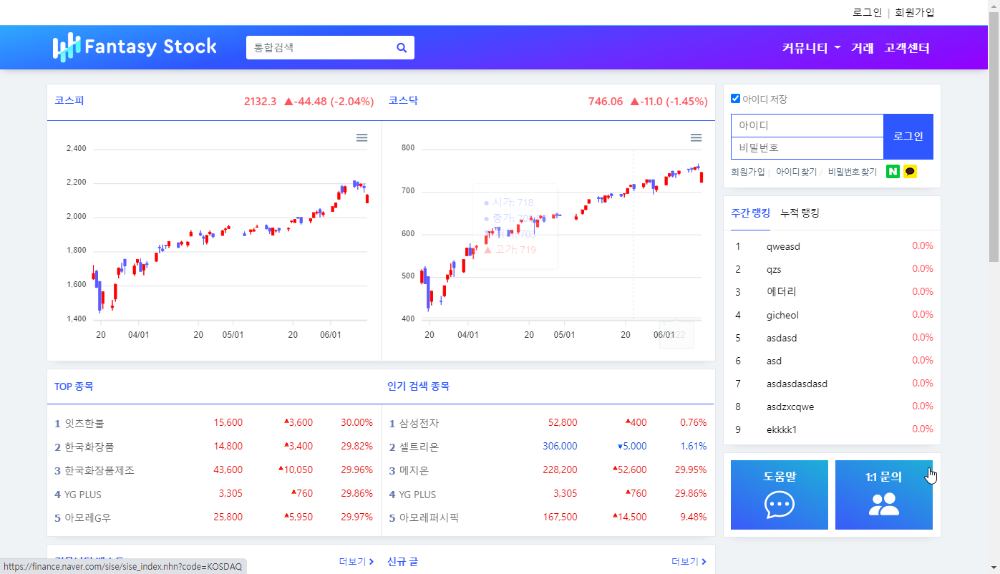 로그인 | 회원가입
Fantasy Stock
통합검색
커뮤니티 거래 고객센터
코스피 2132.3 ▲-44.48 (-2.04%)
2,400
2,200
2,000
1,800
1,600
1,400
20 04/01 20 05/01 20 06/01
코스닥 746.06 ▲-11.0 (-1.45%)
800
700
600
500
400
● 시가: 718
● 종가: 708
▼ 저가: 703
▲ 고가: 719
20 04/01 20 05/01 20 06/01
TOP 종목
1 잇츠한불 15,600 ▲3,600 30.00%
2 한국화장품 14,800 ▲3,400 29.82%
3 한국화장품제조 43,600 ▲10,050 29.96%
4 YG PLUS 3,305 ▲760 29.86%
5 아모레G우 25,800 ▲5,950 29.97%
인기 검색 종목
1 삼성전자 52,800 ▲400 0.76%
2 셀트리온 306,000 ▼5,000 1.61%
3 메지온 228,200 ▲52,600 29.95%
4 YG PLUS 3,305 ▲760 29.86%
5 아모레퍼시픽 167,500 ▲14,500 9.48%
더보기
신규 글 더보기
아이디 저장
아이디
비밀번호
로그인
회원가입 | 아이디 찾기 / 비밀번호 찾기 N
주간 랭킹 누적 랭킹
1 qweasd 0.0%
2 qzs 0.0%
3 에더리 0.0%
4 gicheol 0.0%
5 asdasd 0.0%
6 asd 0.0%
7 asdasdasdasd 0.0%
8 asdzxcqwe 0.0%
9 ekkkk1 0.0%
도움말
1:1 문의
https://finance.naver.com/sise/sise_index.nhn?code=KOSDAQ